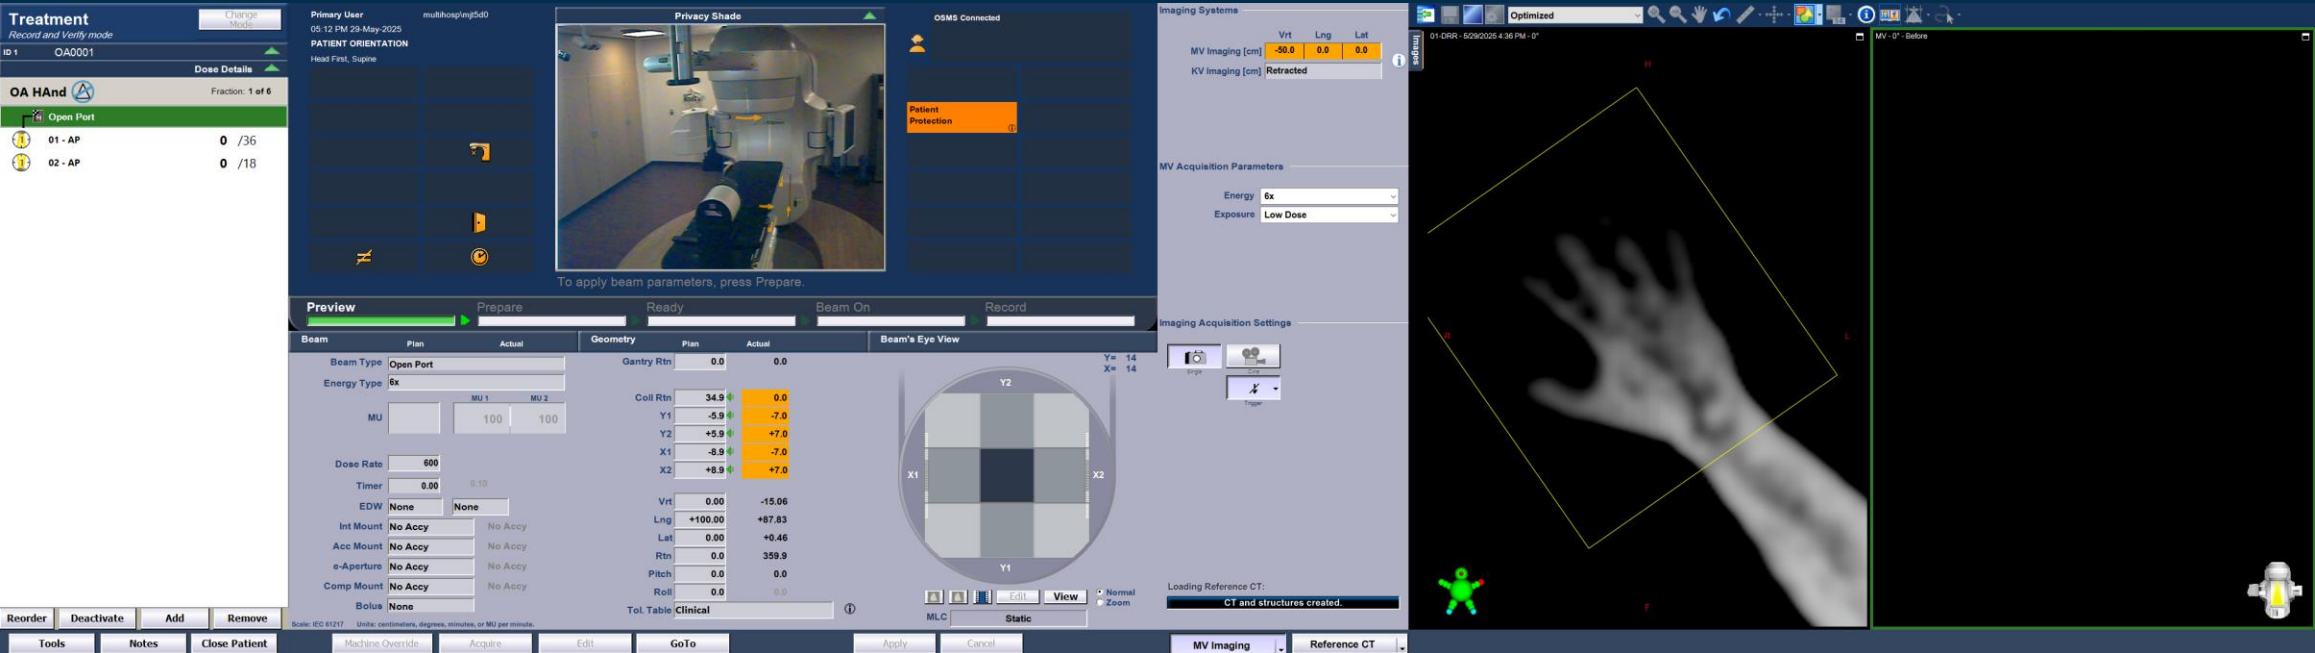 Treatment
Record and Verify mode
Change Mode
ID 1 OA0001
Dose Details
OA HAnd Fraction: 1 of 6
Open Port
01 - AP 0 /36
02 - AP 0 /18
Reorder Deactivate Add Remove
Tools Notes Close Patient
Primary User multihosp\mjt5d0
05:12 PM 29-May-2025
PATIENT ORIENTATION
Head First, Supine
Privacy Shade
OSMS Connected
Patient
Protection
To apply beam parameters, press Prepare.
Preview Prepare Ready Beam On Record
Beam Plan Actual
Beam Type Open Port
Energy Type 6x
MU 1 MU 2
MU 100 100
Dose Rate 600
Timer 0.00 0.10
EDW None None
Int Mount No Accy No Accy
Acc Mount No Accy No Accy
e-Aperture No Accy No Accy
Comp Mount No Accy No Accy
Bolus None
Scale: IEC 61217 Units: centimeters, degrees, minutes, or MU per minute.
Geometry Plan Actual
Gantry Rtn 0.0 0.0
Coll Rtn 34.9 0.0
Y1 -5.9 -7.0
Y2 +5.9 +7.0
X1 -8.9 -7.0
X2 +8.9 +7.0
Vrt 0.00 -15.06
Lng +100.00 +87.83
Lat 0.00 +0.46
Rtn 0.0 359.9
Pitch 0.0 0.0
Roll 0.0 0.0
Tol. Table Clinical
Beam's Eye View
Y= 14
X= 14
Y2
X1 X2
Y1
Edit View
Normal
Zoom
MLC Static
Machine Override Acquire Edit GoTo Apply Cancel
Imaging Systems
Vrt Lng Lat
MV Imaging [cm] -50.0 0.0 0.0
KV Imaging [cm] Retracted
MV Acquisition Parameters
Energy 6x
Exposure Low Dose
Imaging Acquisition Settings
Single Cine
Trigger
Loading Reference CT:
CT and structures created.
MV Imaging Reference CT
Images
Optimized
01-DRR - 5/29/2025 4:36 PM - 0°
H
R L
F
MV - 0° - Before